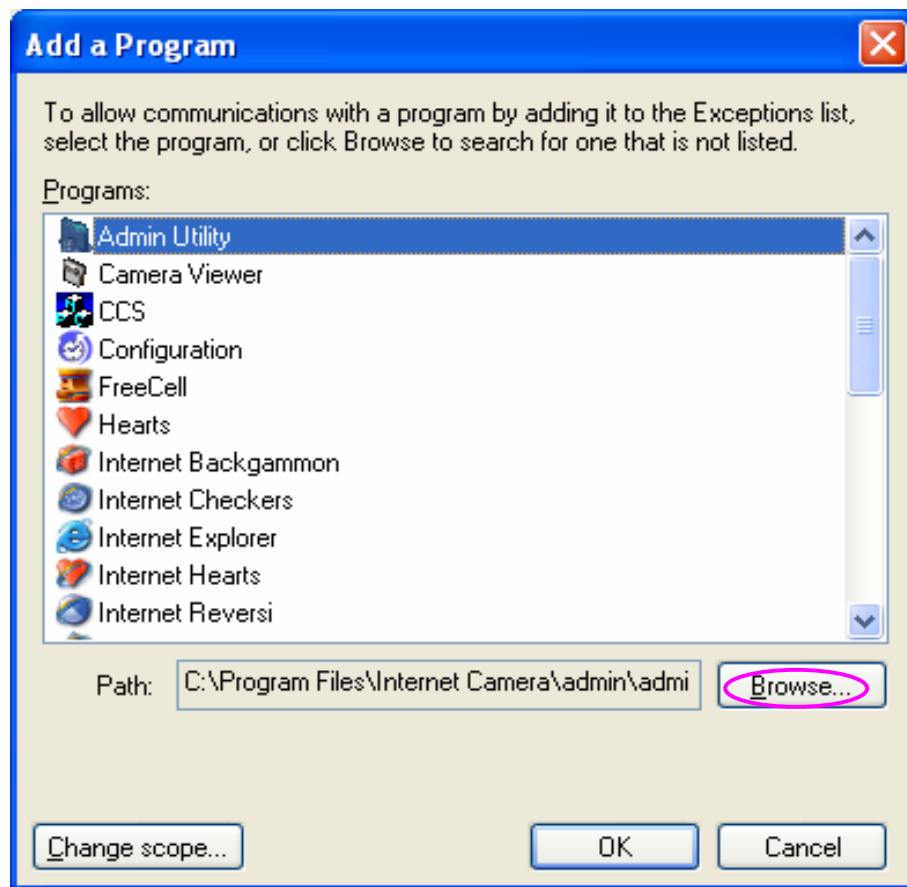 Add a Program
To allow communications with a program by adding it to the Exceptions list,
select the program, or click Browse to search for one that is not listed.
Programs:
Admin Utility
Camera Viewer
CCS
Configuration
FreeCell
Hearts
Internet Backgammon
Internet Checkers
Internet Explorer
Internet Hearts
Internet Reversi
Path: C:\Program Files\Internet Camera\admin\admi Browse...
Change scope... OK Cancel